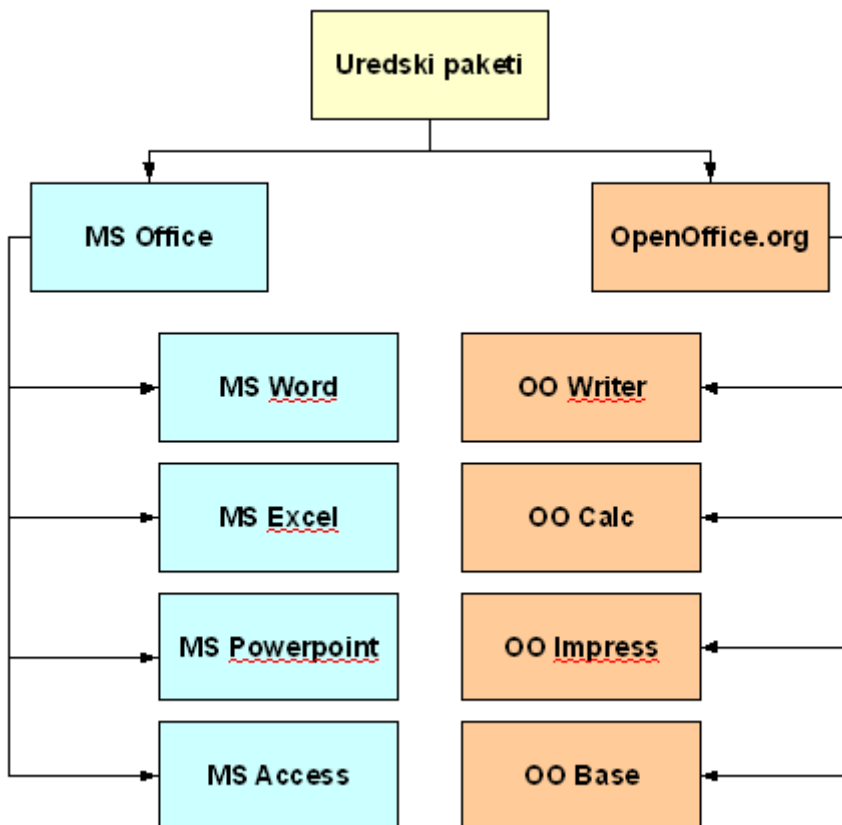 Uredski paketi
MS Office
OpenOffice.org
MS Word
OO Writer
MS Excel
OO Calc
MS Powerpoint
OO Impress
MS Access
OO Base